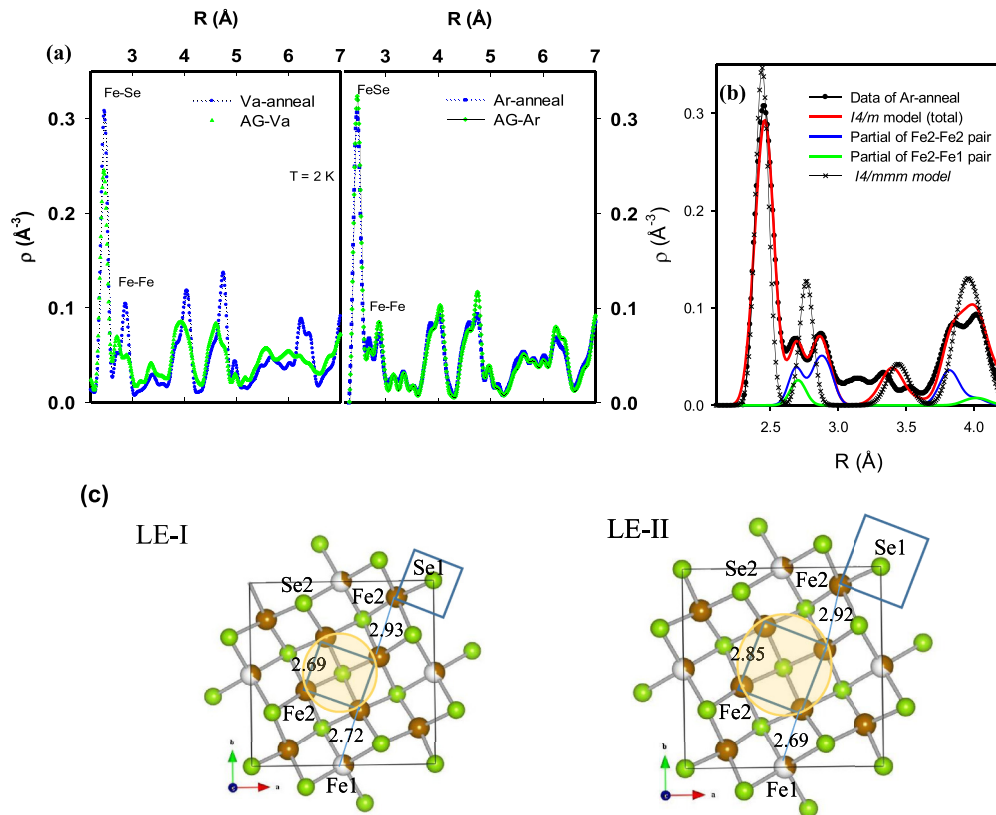 R (Å)
R (Å)
(a)
3 4 5 6 7
3 4 5 6 7
Fe-Se
Va-anneal
AG-Va
T = 2 K
Fe-Fe
FeSe
Ar-anneal
AG-Ar
Fe-Fe
ρ (Å⁻³)
0.3
0.2
0.1
0.0
0.3
0.2
0.1
0.0
(b)
Data of Ar-anneal
I4/m model (total)
Partial of Fe2-Fe2 pair
Partial of Fe2-Fe1 pair
I4/mmm model
ρ (Å⁻³)
0.3
0.2
0.1
0.0
2.5 3.0 3.5 4.0
R (Å)
(c)
LE-I
Se1
Se2
Fe2
2.93
2.69
Fe2
2.72
Fe1
b
c
a
LE-II
Se1
Se2
Fe2
2.92
2.85
Fe2
2.69
Fe1
b
c
a